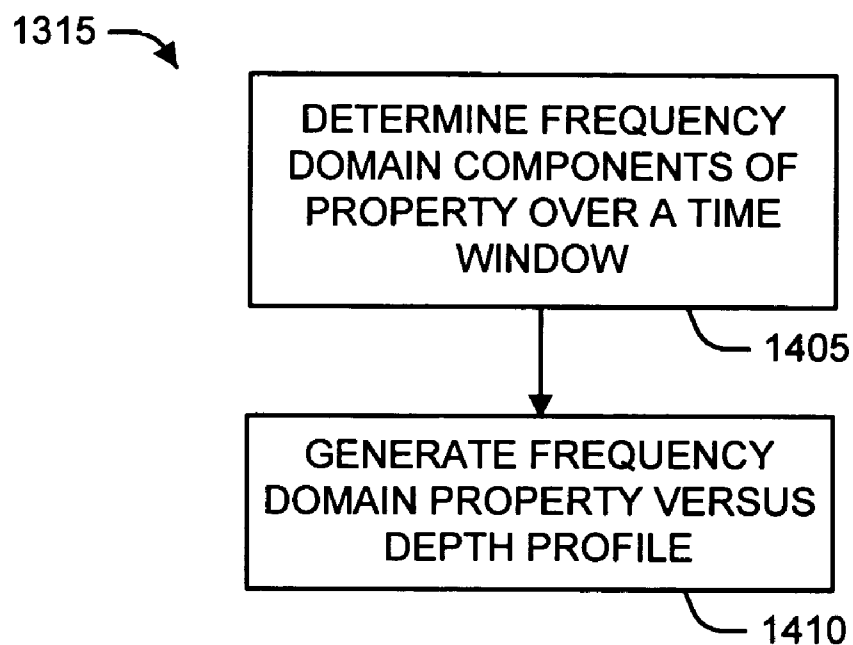 1315
DETERMINE FREQUENCY
DOMAIN COMPONENTS OF
PROPERTY OVER A TIME
WINDOW
1405
GENERATE FREQUENCY
DOMAIN PROPERTY VERSUS
DEPTH PROFILE
1410